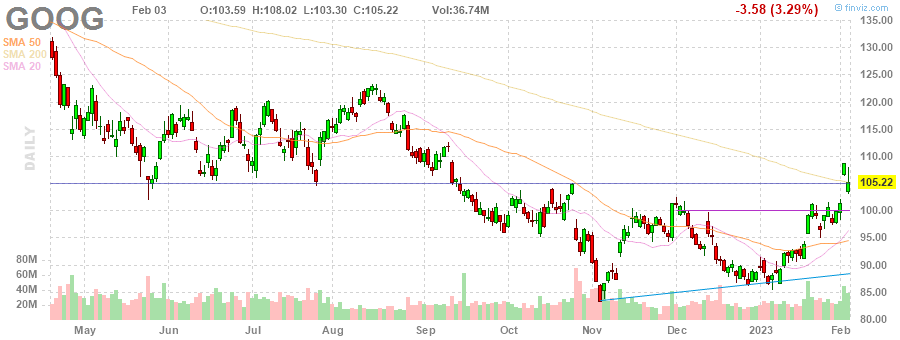 GOOG
Feb 03 O:103.59 H:108.02 L:103.30 C:105.22 Vol:36.74M -3.58 (3.29%)
finviz.com
SMA 50
SMA 200
SMA 20
DAILY
135.00
130.00
125.00
120.00
115.00
110.00
105.22
100.00
95.00
90.00
85.00
80.00
80M
60M
40M
20M
May Jun Jul Aug Sep Oct Nov Dec 2023 Feb